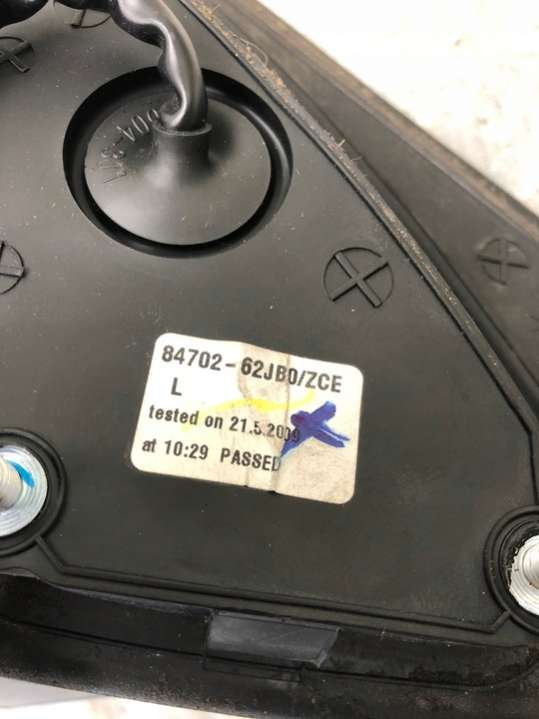 84702-62JB0/ZCE
L
tested on 21.5.2009
at 10:29 PASSED